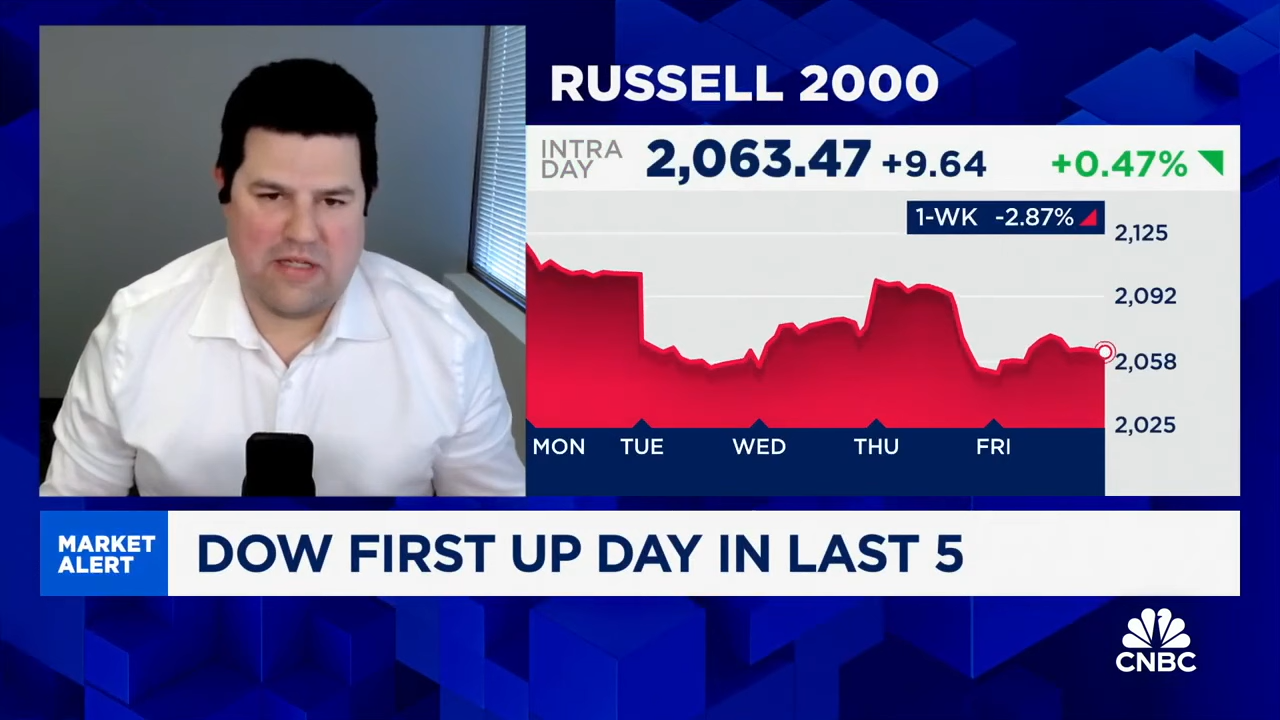 RUSSELL 2000
INTRA
DAY
2,063.47 +9.64 +0.47%
1-WK -2.87%
2,125
2,092
2,058
2,025
MON TUE WED THU FRI
MARKET
ALERT
DOW FIRST UP DAY IN LAST 5
CNBC